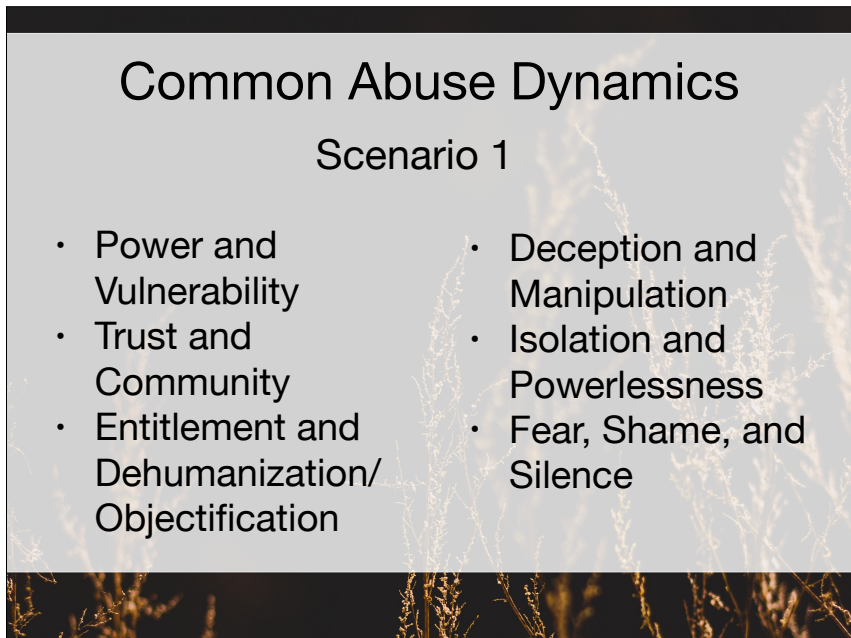 Common Abuse Dynamics
Scenario 1
• Power and
Vulnerability
• Trust and
Community
• Entitlement and
Dehumanization/
Objectification
• Deception and
Manipulation
• Isolation and
Powerlessness
• Fear, Shame, and
Silence